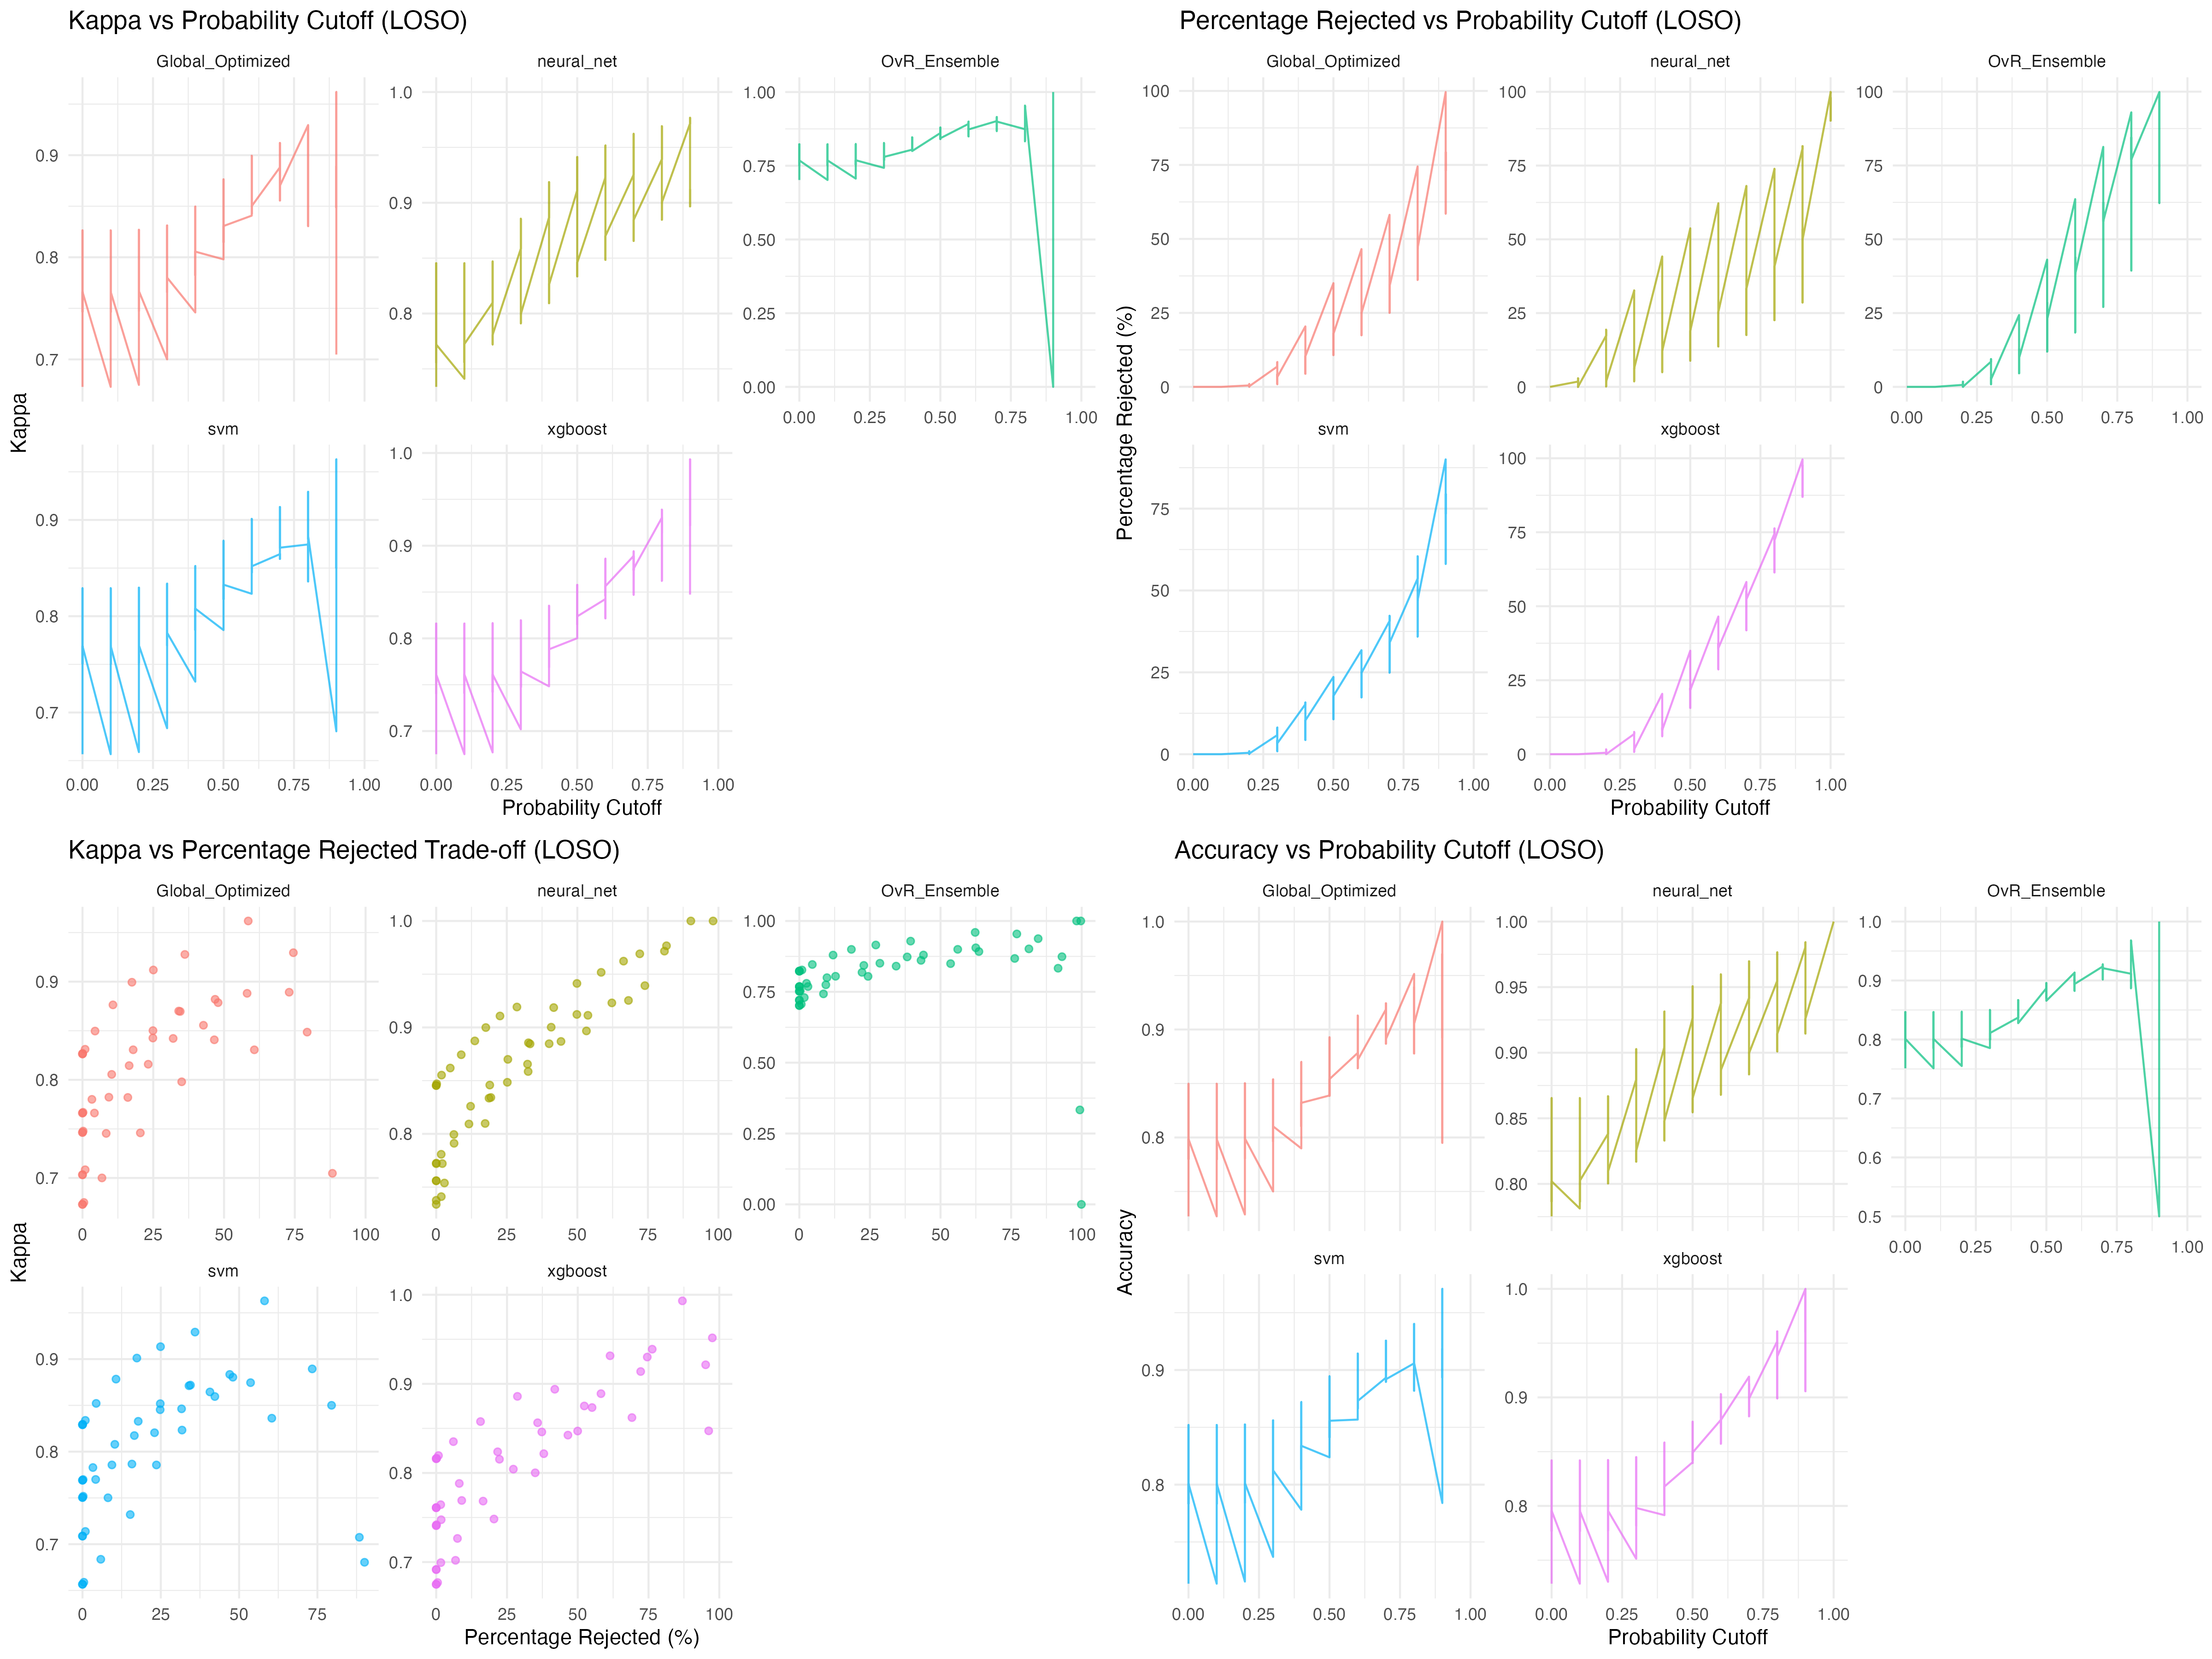 Kappa vs Probability Cutoff (LOSO)
Global_Optimized
neural_net
OvR_Ensemble
0.9
0.8
0.7
1.0
0.9
0.8
1.00
0.75
0.50
0.25
0.00
0.00 0.25 0.50 0.75 1.00
svm
xgboost
0.9
0.8
0.7
1.0
0.9
0.8
0.7
0.00 0.25 0.50 0.75 1.00
0.00 0.25 0.50 0.75 1.00
Kappa
Probability Cutoff
Percentage Rejected vs Probability Cutoff (LOSO)
Global_Optimized
neural_net
OvR_Ensemble
100
75
50
25
0
100
75
50
25
0
100
75
50
25
0
0.00 0.25 0.50 0.75 1.00
svm
xgboost
75
50
25
0
100
75
50
25
0
0.00 0.25 0.50 0.75 1.00
0.00 0.25 0.50 0.75 1.00
Percentage Rejected (%)
Probability Cutoff
Kappa vs Percentage Rejected Trade-off (LOSO)
Global_Optimized
neural_net
OvR_Ensemble
0.9
0.8
0.7
1.0
0.9
0.8
1.00
0.75
0.50
0.25
0.00
0 25 50 75 100
0 25 50 75 100
0 25 50 75 100
svm
xgboost
0.9
0.8
0.7
1.0
0.9
0.8
0.7
0 25 50 75
0 25 50 75 100
Kappa
Percentage Rejected (%)
Accuracy vs Probability Cutoff (LOSO)
Global_Optimized
neural_net
OvR_Ensemble
1.0
0.9
0.8
1.00
0.95
0.90
0.85
0.80
1.0
0.9
0.8
0.7
0.6
0.5
0.00 0.25 0.50 0.75 1.00
svm
xgboost
0.9
0.8
1.0
0.9
0.8
0.00 0.25 0.50 0.75 1.00
0.00 0.25 0.50 0.75 1.00
Accuracy
Probability Cutoff